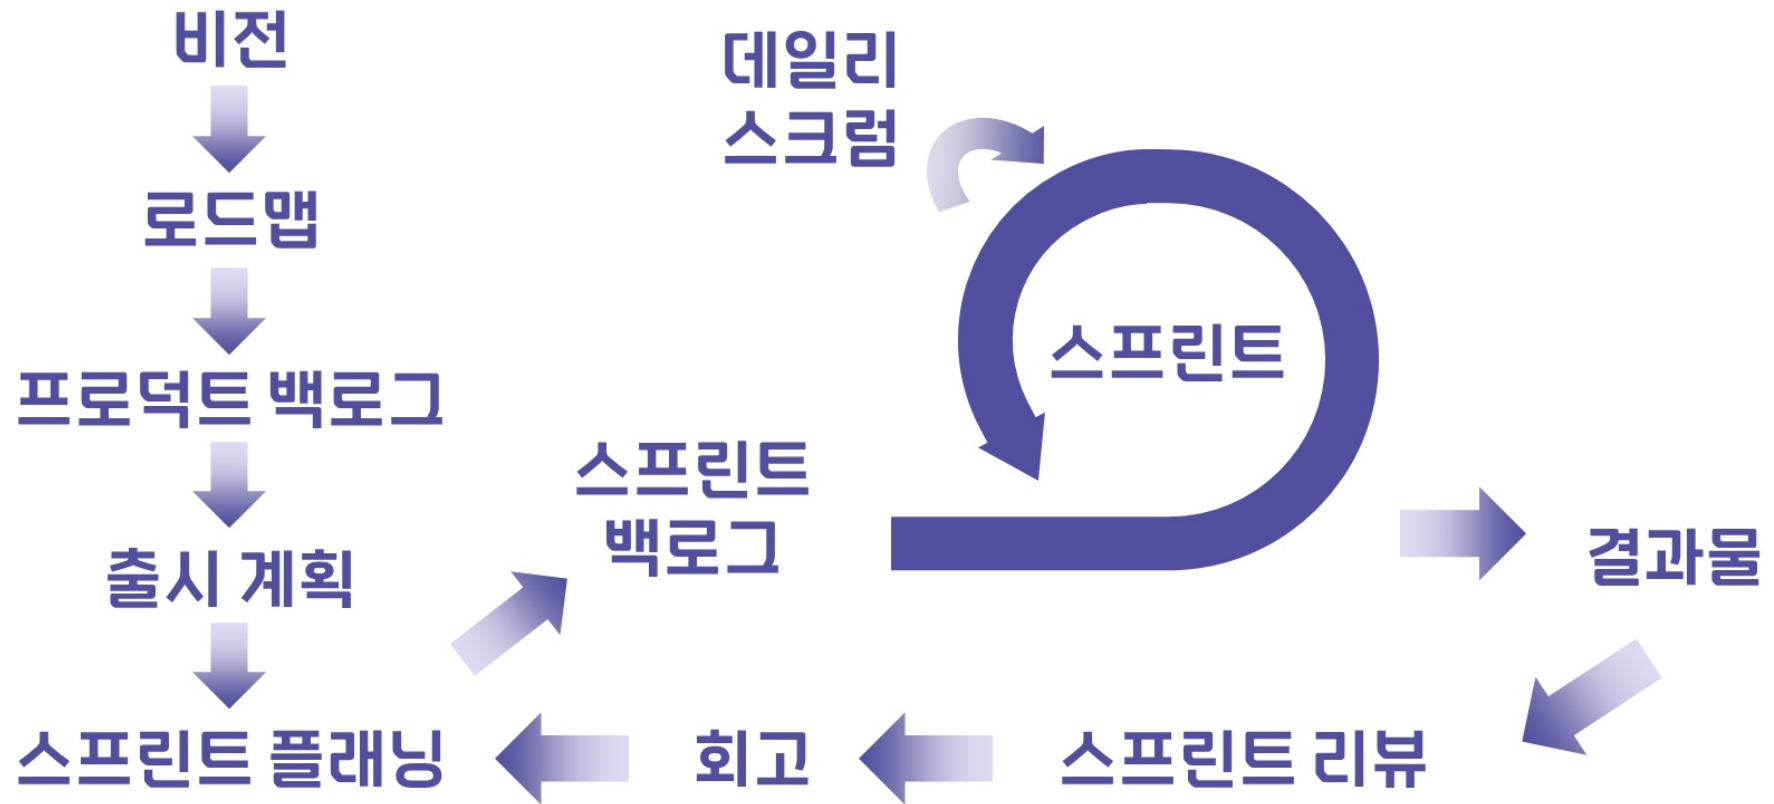 비전
로드맵
프로덕트 백로그
출시 계획
스프린트 플래닝
스프린트
백로그
데일리
스크럼
스프린트
결과물
스프린트 리뷰
회고